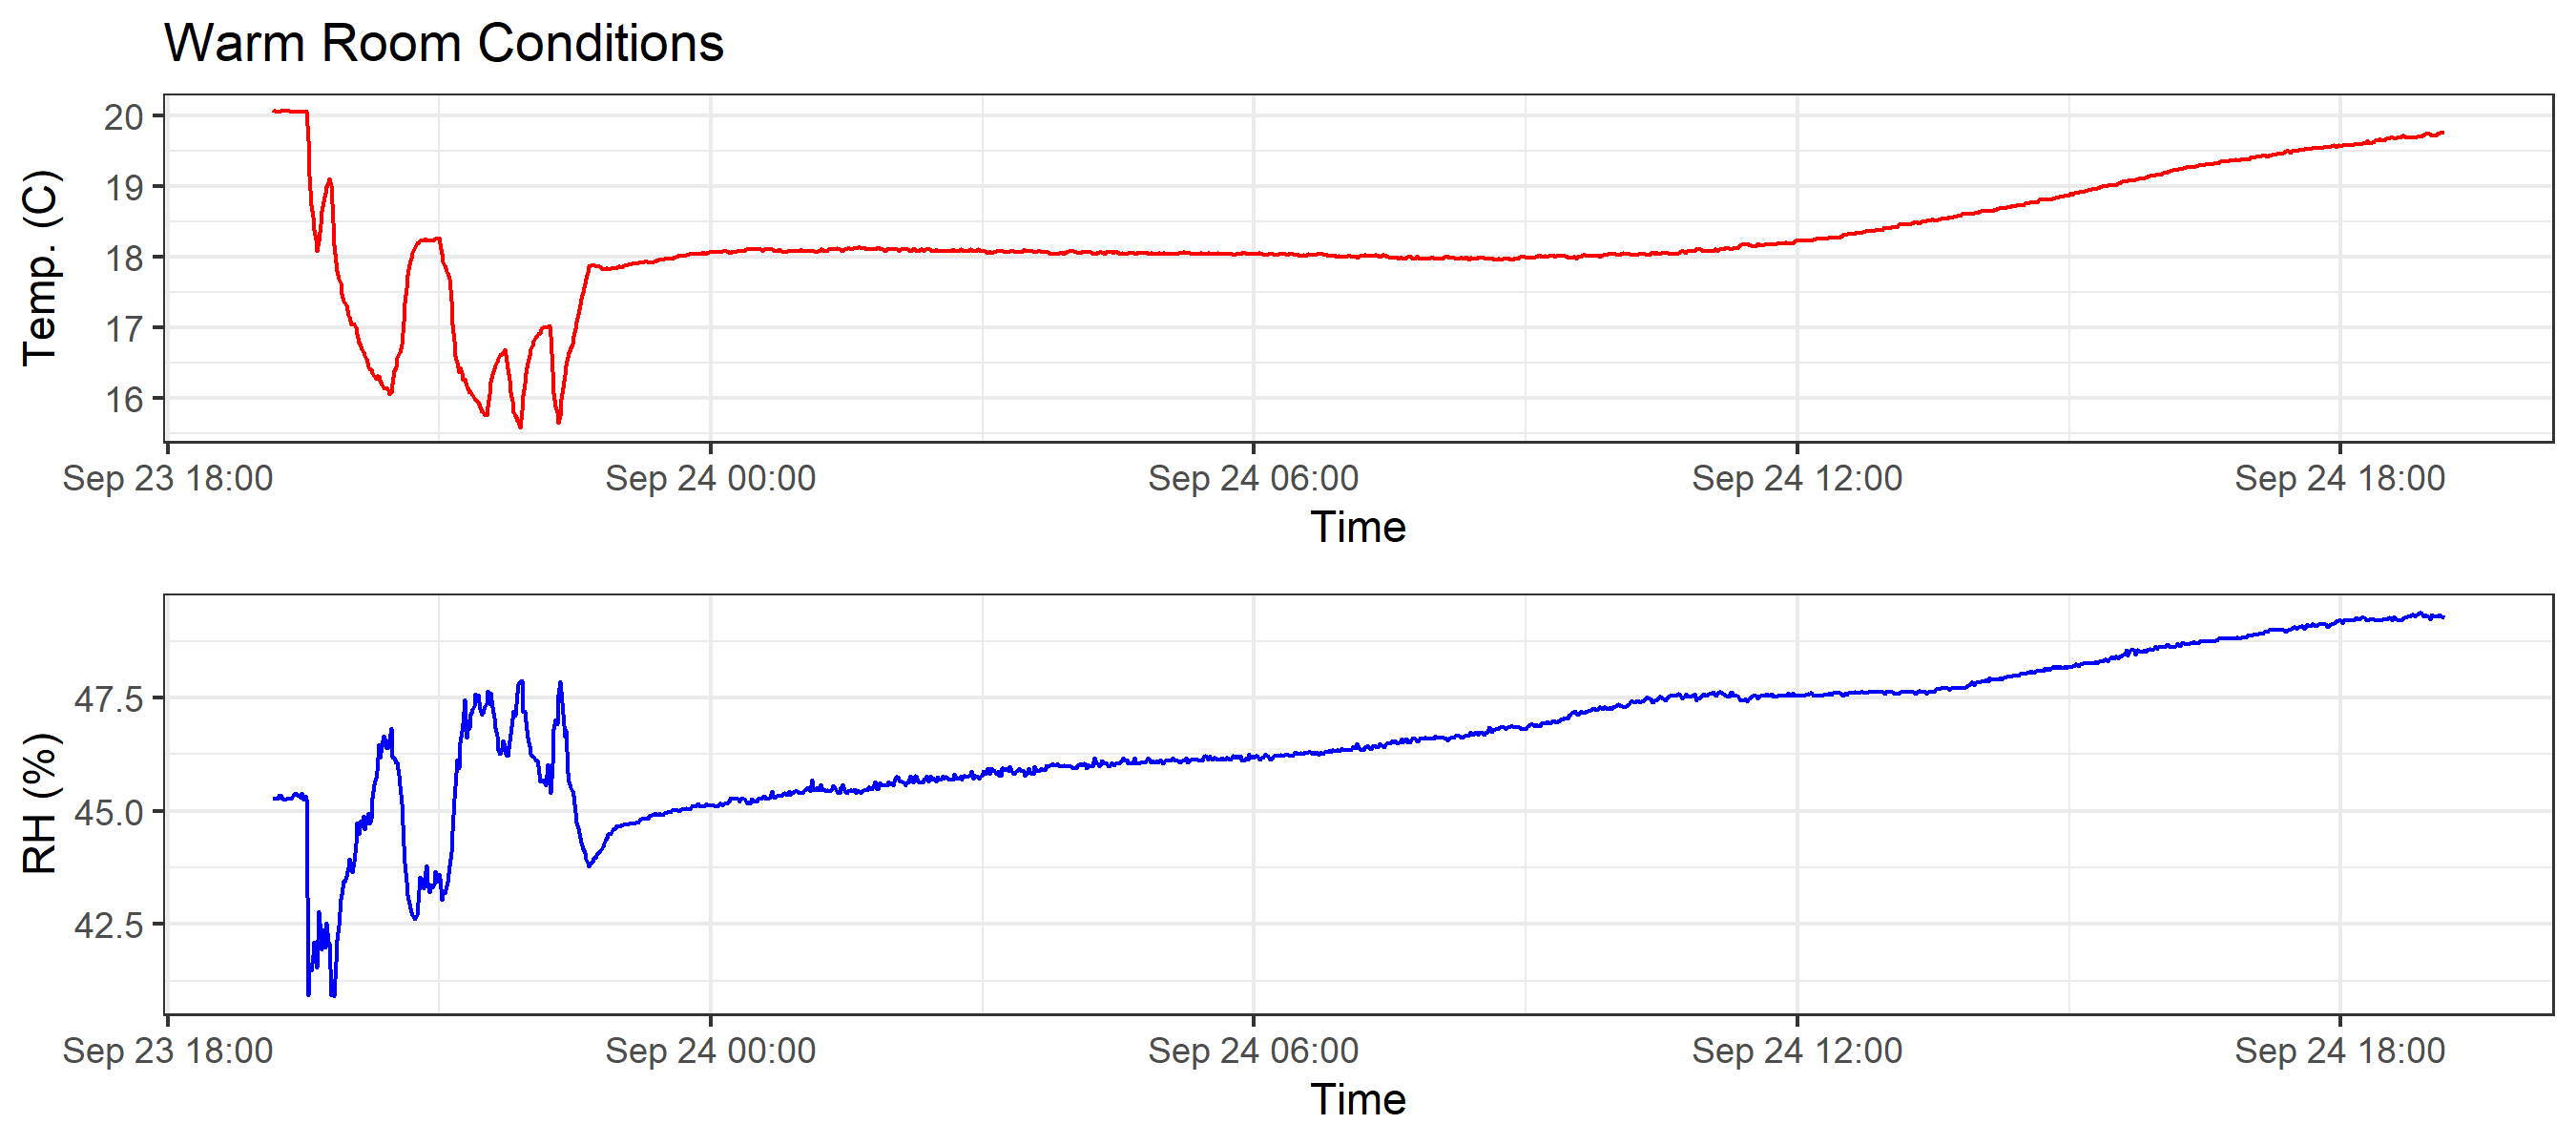 Warm Room Conditions
Temp. (C)
20
19
18
17
16
Sep 23 18:00 Sep 24 00:00 Sep 24 06:00 Sep 24 12:00 Sep 24 18:00
Time
RH (%)
47.5
45.0
42.5
Sep 23 18:00 Sep 24 00:00 Sep 24 06:00 Sep 24 12:00 Sep 24 18:00
Time